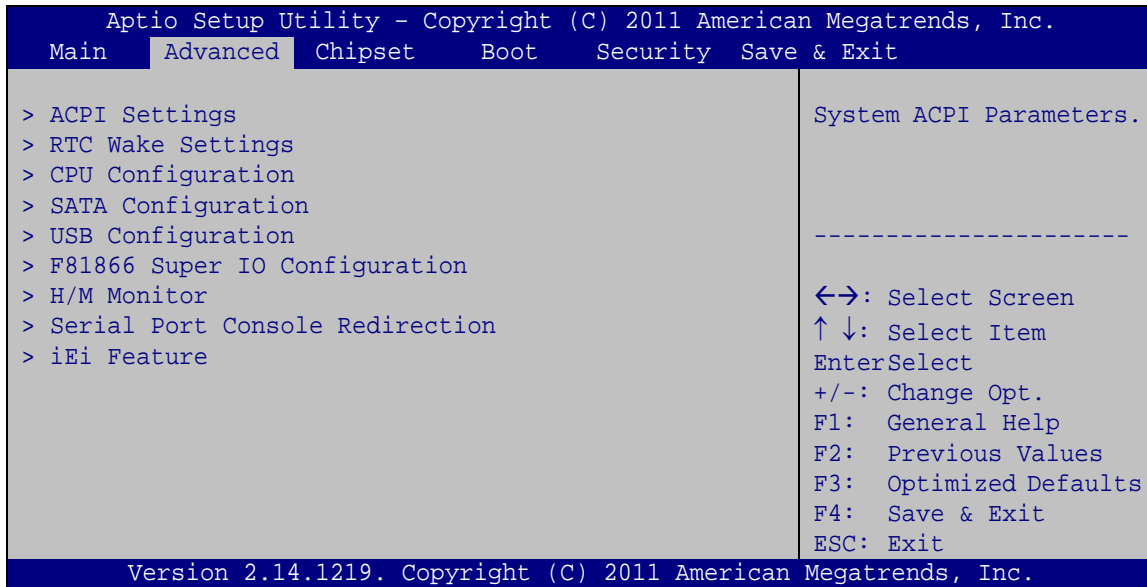 Aptio Setup Utility – Copyright (C) 2011 American Megatrends, Inc.
Main Advanced Chipset Boot Security Save & Exit
> ACPI Settings
> RTC Wake Settings
> CPU Configuration
> SATA Configuration
> USB Configuration
> F81866 Super IO Configuration
> H/M Monitor
> Serial Port Console Redirection
> iEi Feature
System ACPI Parameters.
----------------------
←→: Select Screen
↑ ↓: Select Item
EnterSelect
+/-: Change Opt.
F1: General Help
F2: Previous Values
F3: Optimized Defaults
F4: Save & Exit
ESC: Exit
Version 2.14.1219. Copyright (C) 2011 American Megatrends, Inc.